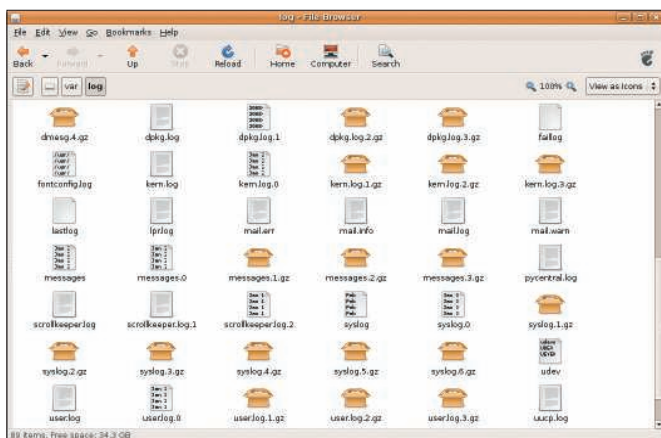 log - File Browser
File Edit View Go Bookmarks Help
Back Forward Up Stop Reload Home Computer Search
var log 100% View as Icons
dmesg.4.gz dpkg.log dpkg.log.1 dpkg.log.2.gz dpkg.log.3.gz faillog
fontconfig.log kern.log kern.log.0 kern.log.1.gz kern.log.2.gz kern.log.3.gz
lastlog lpr.log mail.err mail.info mail.log mail.warn
messages messages.0 messages.1.gz messages.2.gz messages.3.gz pycentral.log
scrollkeeper.log scrollkeeper.log.1 scrollkeeper.log.2 syslog syslog.0 syslog.1.gz
syslog.2.gz syslog.3.gz syslog.4.gz syslog.5.gz syslog.6.gz udev
user.log user.log.0 user.log.1.gz user.log.2.gz user.log.3.gz uucp.log
89 items, Free space: 34.3 GB